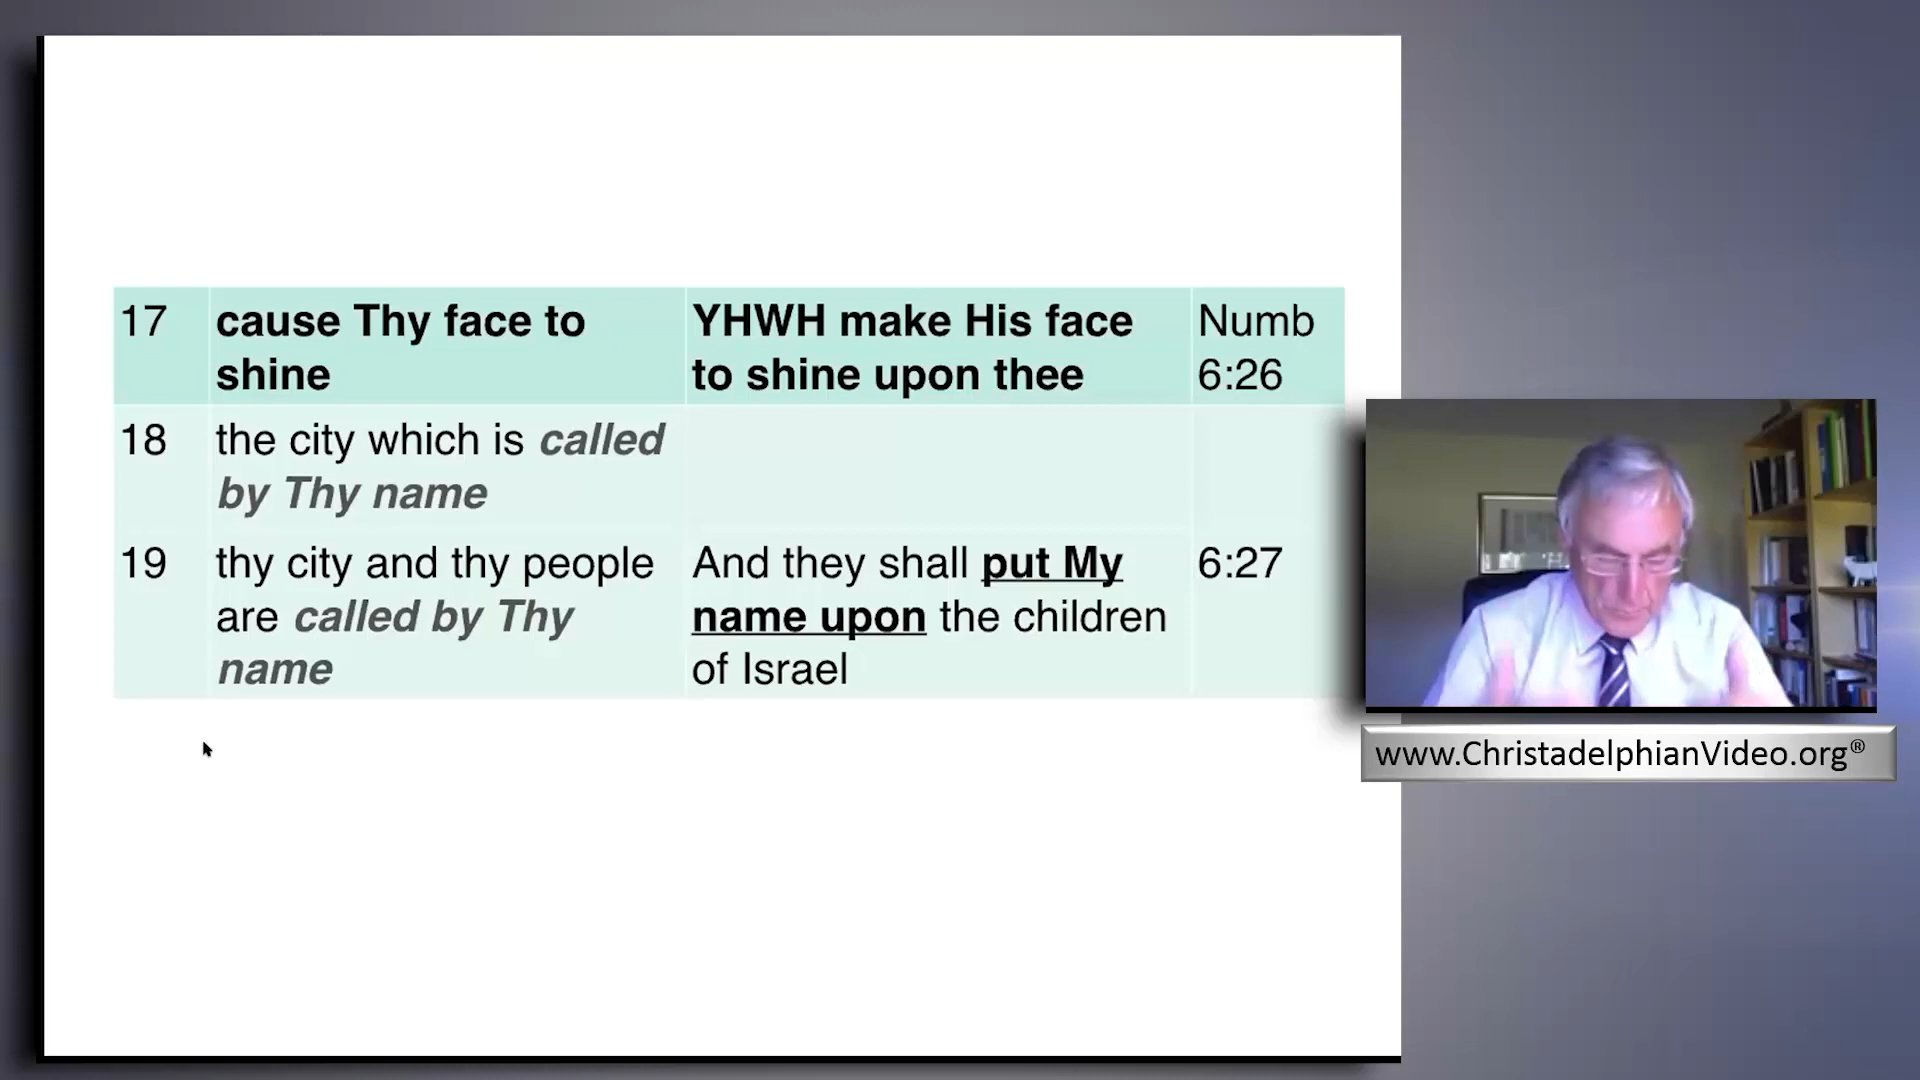 17 cause Thy face to YHWH make His face Numb
shine to shine upon thee 6:26
18 the city which is called
by Thy name
19 thy city and thy people And they shall put My 6:27
are called by Thy name upon the children
name of Israel
www.ChristadelphianVideo.org®